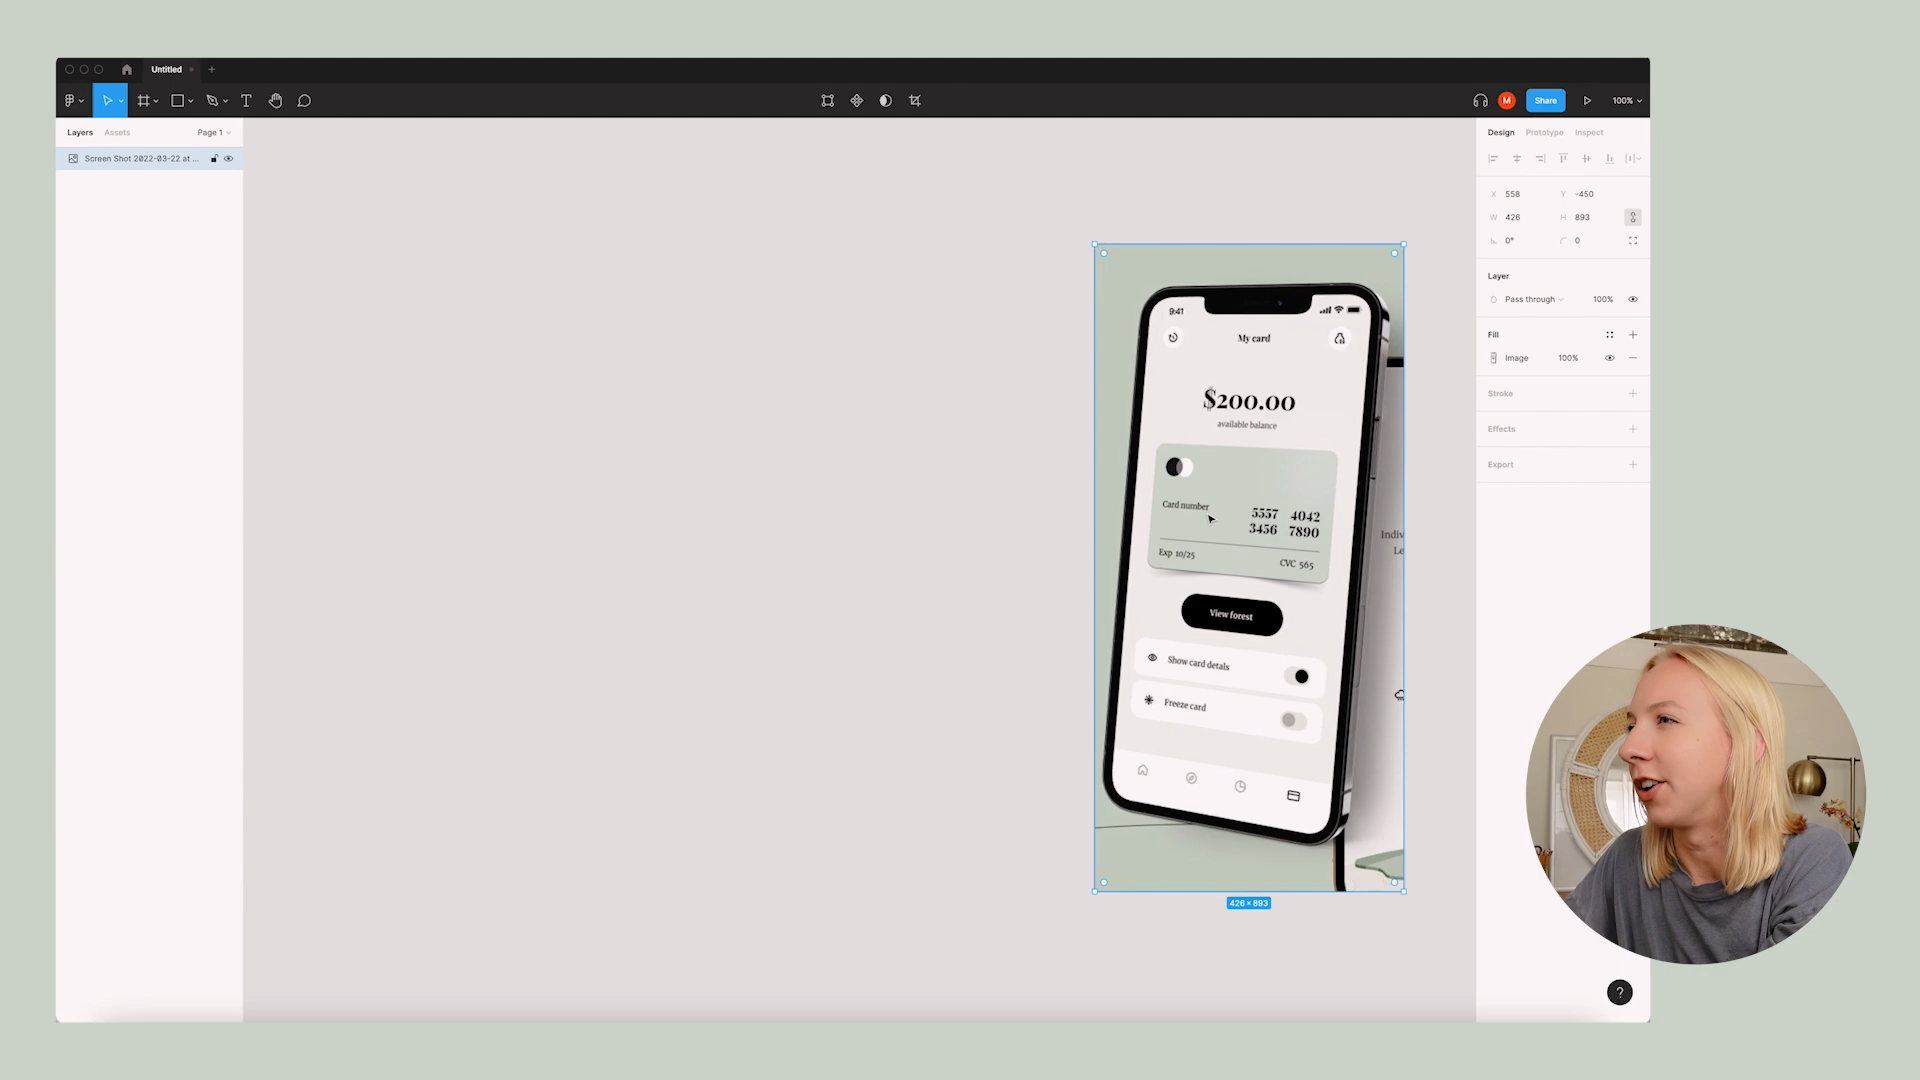 Untitled
M
Share
100%
Layers
Assets
Page 1
Design
Prototype
Inspect
Screen Shot 2022-03-22 at ...
X 558
Y -450
W 426
H 893
0°
0
Layer
Pass through
100%
Fill
Image
100%
Stroke
Effects
Export
9:41
My card
$200.00
available balance
Card number
5557 4042
3456 7890
Exp 10/25
CVC 565
View forest
Show card detals
Freeze card
Indiv
Le
426 × 893
?